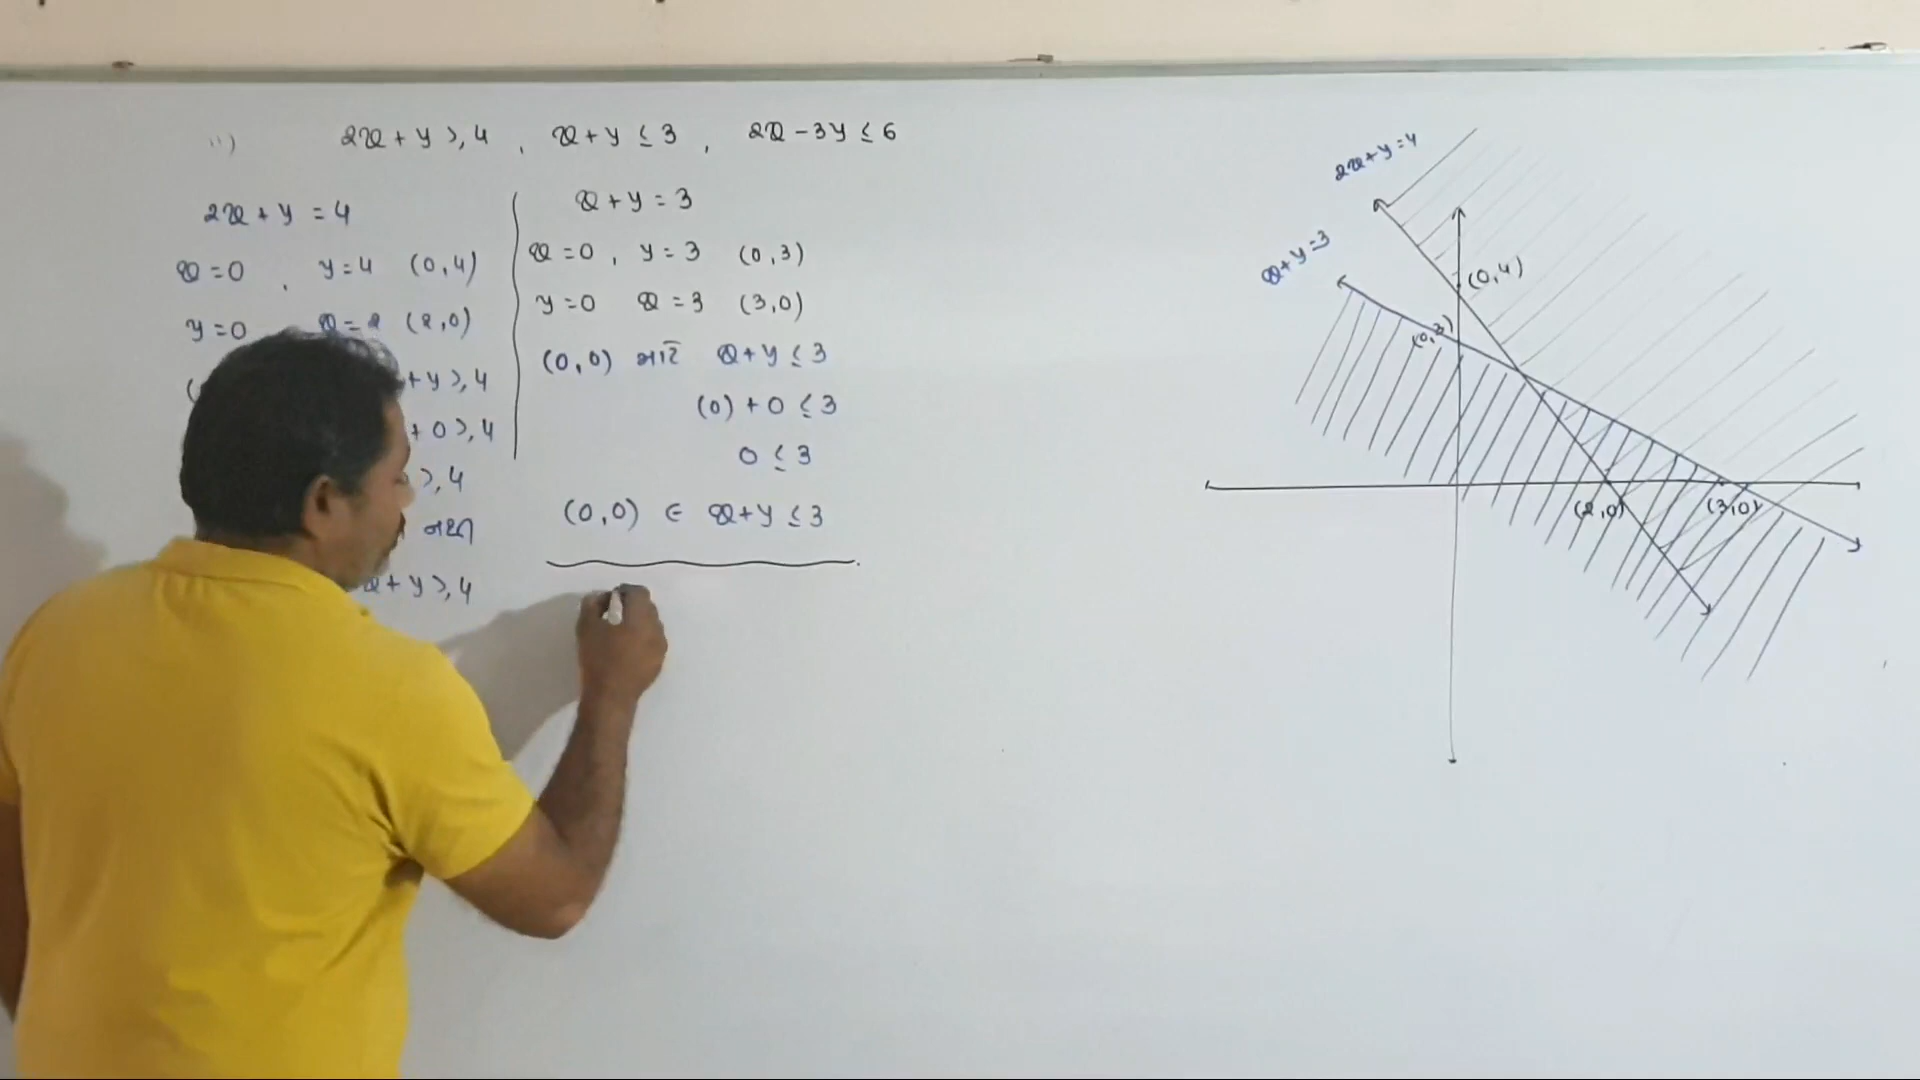 11) 2x + y ≥ 4 , x + y ≤ 3 , 2x - 3y ≤ 6
2x + y = 4
x = 0 , y = 4 (0,4)
y = 0 x = 2 (2,0)
+ y ≥ 4
+ 0 ≥ 4
≥ 4
નથી
x + y ≥ 4
x + y = 3
x = 0 , y = 3 (0,3)
y = 0 x = 3 (3,0)
(0,0) માટે x + y ≤ 3
(0) + 0 ≤ 3
0 ≤ 3
(0,0) ∈ x + y ≤ 3
2x + y = 4
x + y = 3
(0,4)
(0,3)
(2,0)
(3,0)